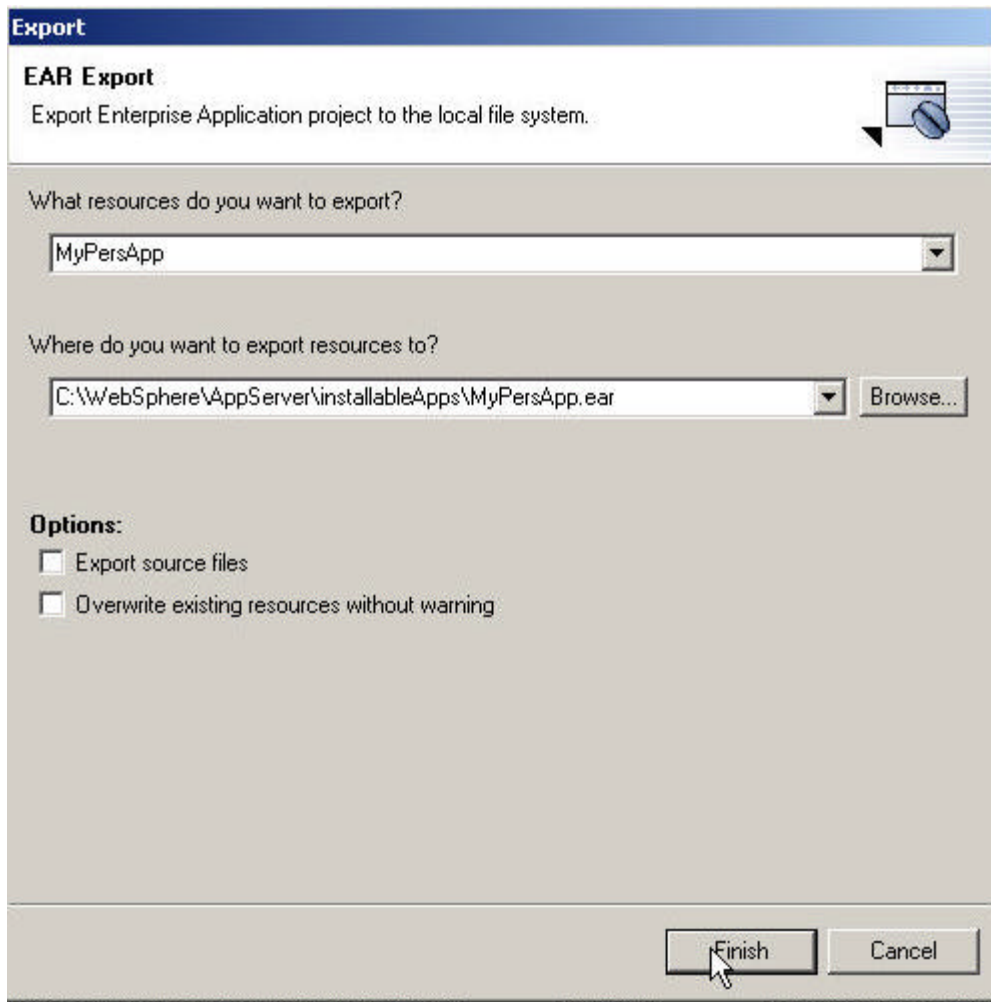 Export
EAR Export
Export Enterprise Application project to the local file system.
What resources do you want to export?
MyPersApp
Where do you want to export resources to?
C:\WebSphere\AppServer\installableApps\MyPersApp.ear
Browse...
Options:
Export source files
Overwrite existing resources without warning
Finish
Cancel